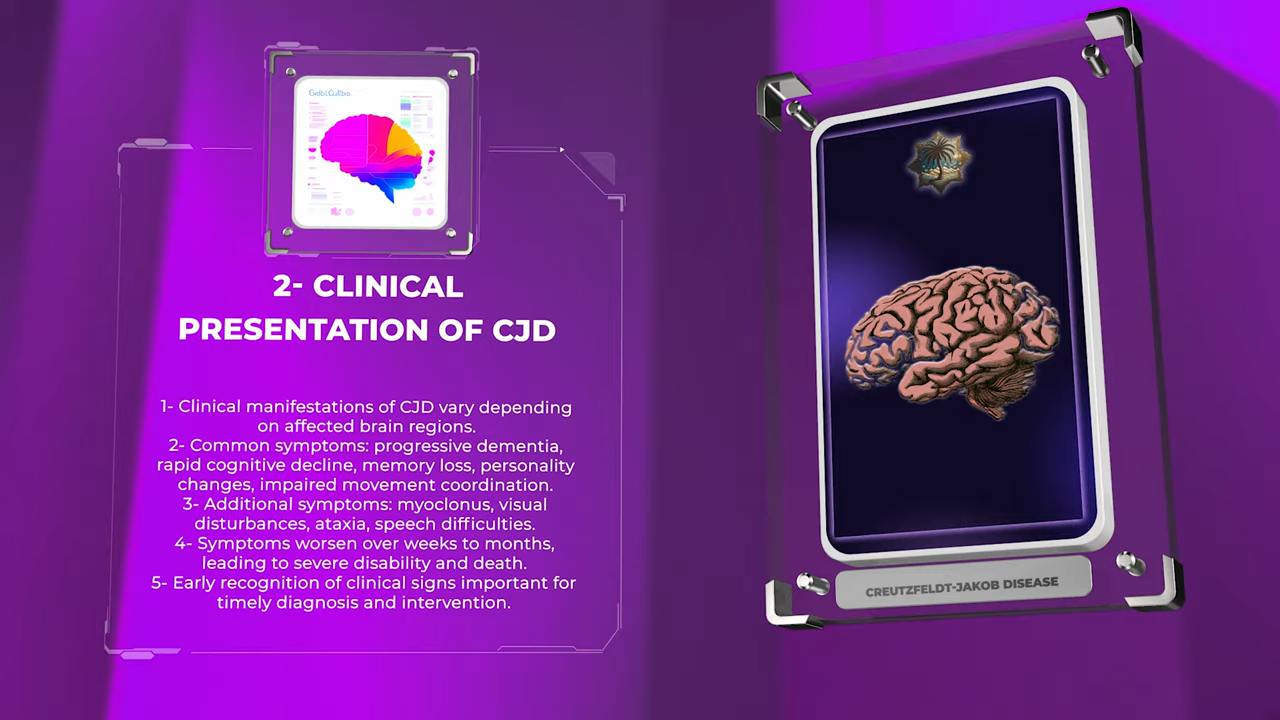 2- CLINICAL
PRESENTATION OF CJD
1- Clinical manifestations of CJD vary depending
on affected brain regions.
2- Common symptoms: progressive dementia,
rapid cognitive decline, memory loss, personality
changes, impaired movement coordination.
3- Additional symptoms: myoclonus, visual
disturbances, ataxia, speech difficulties.
4- Symptoms worsen over weeks to months,
leading to severe disability and death.
5- Early recognition of clinical signs important for
timely diagnosis and intervention.
CREUTZFELDT-JAKOB DISEASE